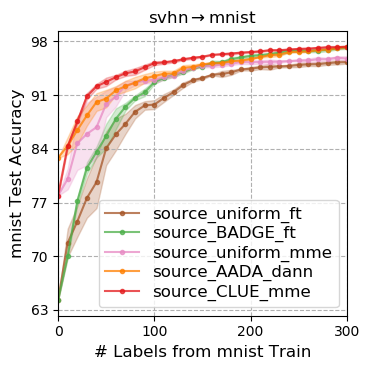 svhn → mnist
mnist Test Accuracy
98
91
84
77
70
63
source_uniform_ft
source_BADGE_ft
source_uniform_mme
source_AADA_dann
source_CLUE_mme
0
100
200
300
# Labels from mnist Train